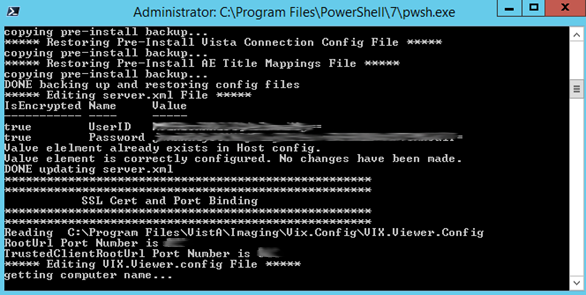 Administrator: C:\Program Files\PowerShell\7\pwsh.exe
copying pre-install backup...
***** Restoring Pre-Install Vista Connection Config File *****
copying pre-install backup...
***** Restoring Pre-Install AE Title Mappings File *****
copying pre-install backup...
DONE backing up and restoring config files
***** Editing server.xml File *****
IsEncrypted Name Value
----------- ---- -----
true UserID
true Password
Valve elelment already exists in Host config.
Valve element is correctly configured. No changes have been made.
DONE updating server.xml
**************************************************
**************************************************
SSL Cert and Port Binding
**************************************************
**************************************************
Reading C:\Program Files\VistA\Imaging\Vix.Config\VIX.Viewer.Config
RootUrl Port Number is
TrustedClientRootUrl Port Number is
***** Editing VIX.Viewer.config File *****
getting computer name...